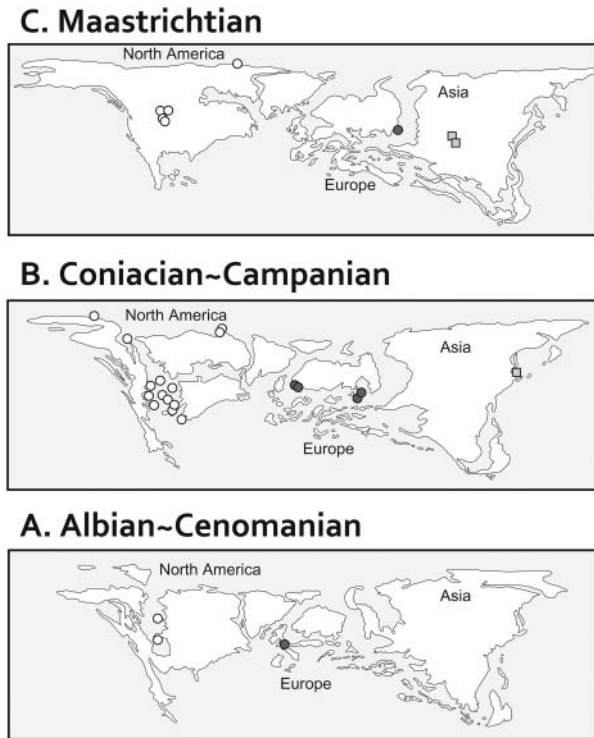 C. Maastrichtian
North America
Asia
Europe
B. Coniacian~Campanian
North America
Asia
Europe
A. Albian~Cenomanian
North America
Asia
Europe